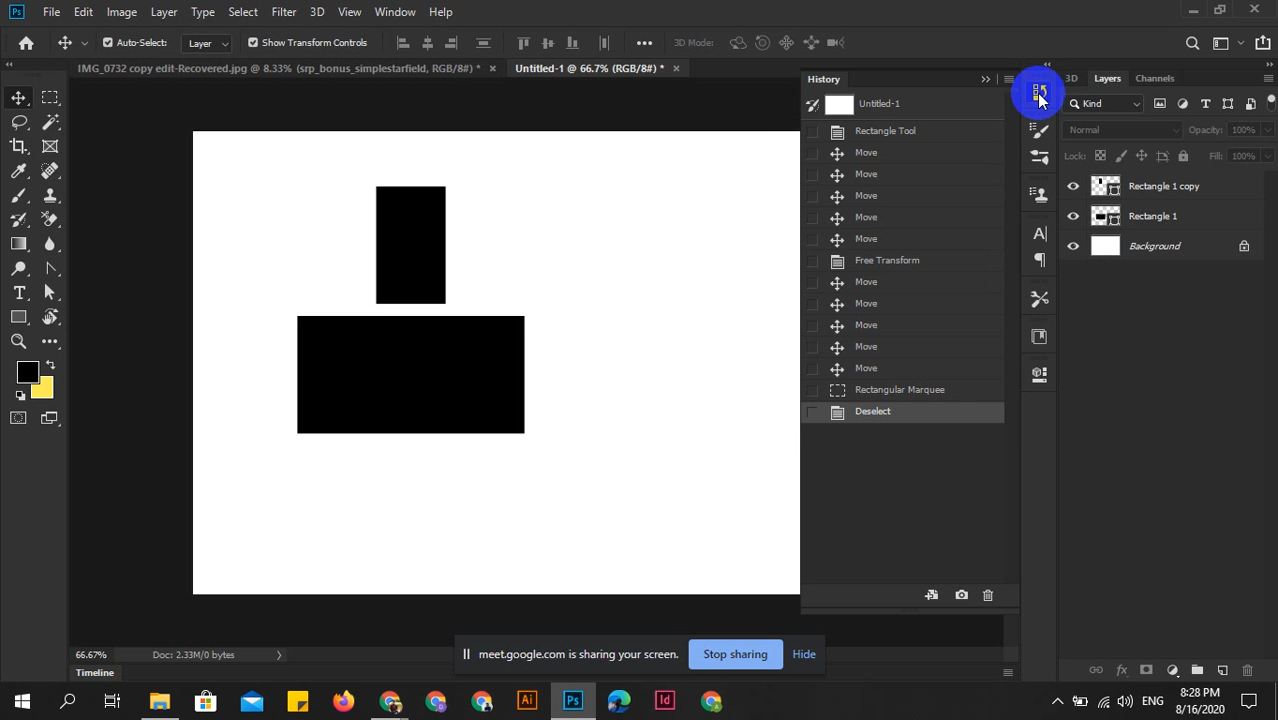 Ps File Edit Image Layer Type Select Filter 3D View Window Help
Auto-Select: Layer Show Transform Controls 3D Mode:
IMG_0732 copy edit-Recovered.jpg @ 8.33% (srp_bonus_simplestarfield, RGB/8#) * Untitled-1 @ 66.7% (RGB/8#) *
History
Untitled-1
Rectangle Tool
Move
Move
Move
Move
Move
Free Transform
Move
Move
Move
Move
Move
Rectangular Marquee
Deselect
3D Layers Channels
Kind
Normal Opacity: 100%
Lock: Fill: 100%
Rectangle 1 copy
Rectangle 1
Background
66.67% Doc: 2.33M/0 bytes
meet.google.com is sharing your screen. Stop sharing Hide
Timeline
Ai Ps Id
ENG 8:28 PM
8/16/2020